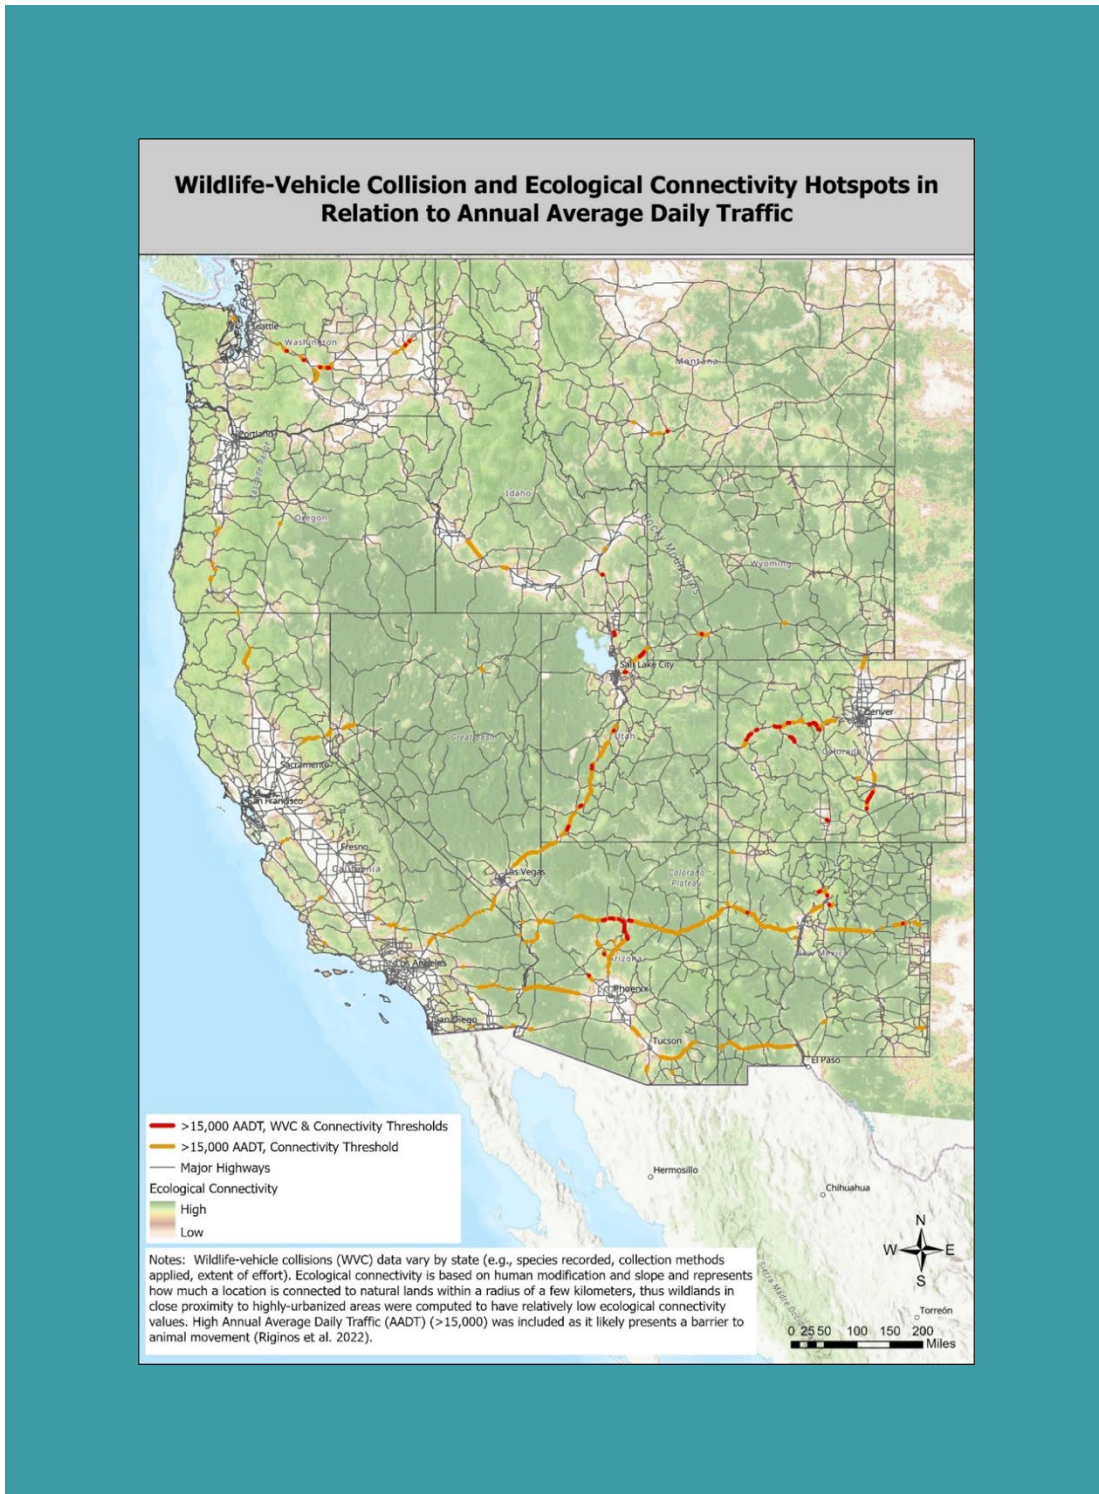 Wildlife-Vehicle Collision and Ecological Connectivity Hotspots in
Relation to Annual Average Daily Traffic
Seattle
Washington
Montana
Portland
Idaho
Oregon
Rocky Mountains
Wyoming
Salt Lake City
Denver
Great Basin
Utah
Colorado
Sacramento
San Francisco
Fresno
California
Las Vegas
Colorado
Plateau
Los Angeles
Arizona
New Mexico
Phoenix
San Diego
Tucson
El Paso
Hermosillo
Chihuahua
Torreón
>15,000 AADT, WVC & Connectivity Thresholds
>15,000 AADT, Connectivity Threshold
Major Highways
Ecological Connectivity
High
Low
N
W E
S
Notes: Wildlife-vehicle collisions (WVC) data vary by state (e.g., species recorded, collection methods
applied, extent of effort). Ecological connectivity is based on human modification and slope and represents
how much a location is connected to natural lands within a radius of a few kilometers, thus wildlands in
close proximity to highly-urbanized areas were computed to have relatively low ecological connectivity
values. High Annual Average Daily Traffic (AADT) (>15,000) was included as it likely presents a barrier to
animal movement (Riginos et al. 2022).
0 25 50 100 150 200
Miles